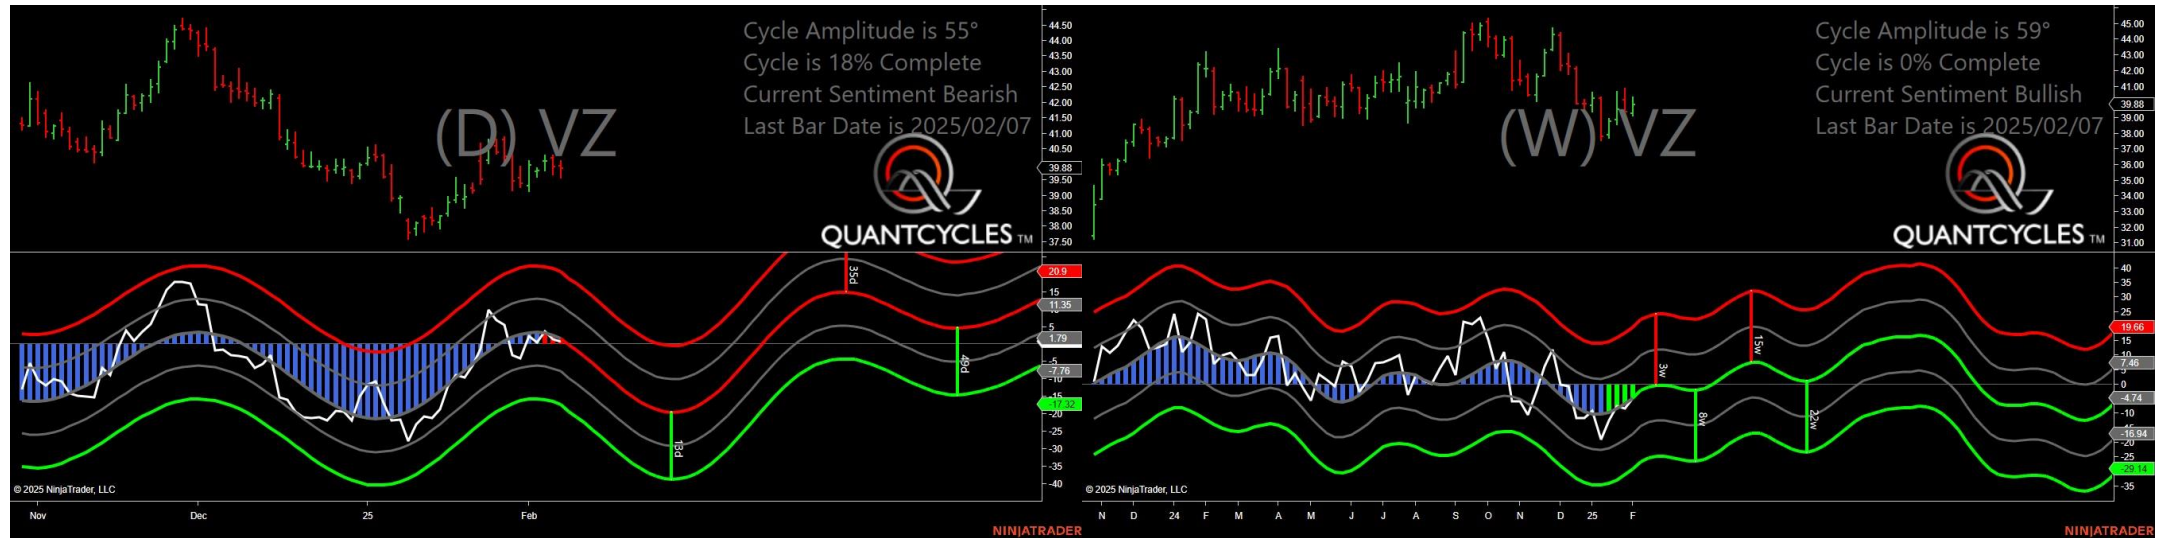 Cycle Amplitude is 55°
Cycle is 18% Complete
Current Sentiment Bearish
Last Bar Date is 2025/02/07
(D) VZ
QUANTCYCLES TM
44.50
44.00
43.50
43.00
42.50
42.00
41.50
41.00
40.50
39.88
39.50
39.00
38.50
38.00
37.50
35d
20.9
15
11.35
5
1.79
-5
-7.76
-10
-15
-17.32
-20
-25
-30
-35
-40
49d
13d
© 2025 NinjaTrader, LLC
Nov Dec 25 Feb
NINJATRADER
Cycle Amplitude is 59°
Cycle is 0% Complete
Current Sentiment Bullish
Last Bar Date is 2025/02/07
(W) VZ
QUANTCYCLES TM
45.00
44.00
43.00
42.00
41.00
39.88
39.00
38.00
37.00
36.00
35.00
34.00
33.00
32.00
31.00
40
35
30
25
19.66
15
10
7.46
5
0
-4.74
-10
-16.94
-20
-25
-29.14
-35
3w
15w
8w
22w
© 2025 NinjaTrader, LLC
N D 24 F M A M J J A S O N D 25 F
NINJATRADER